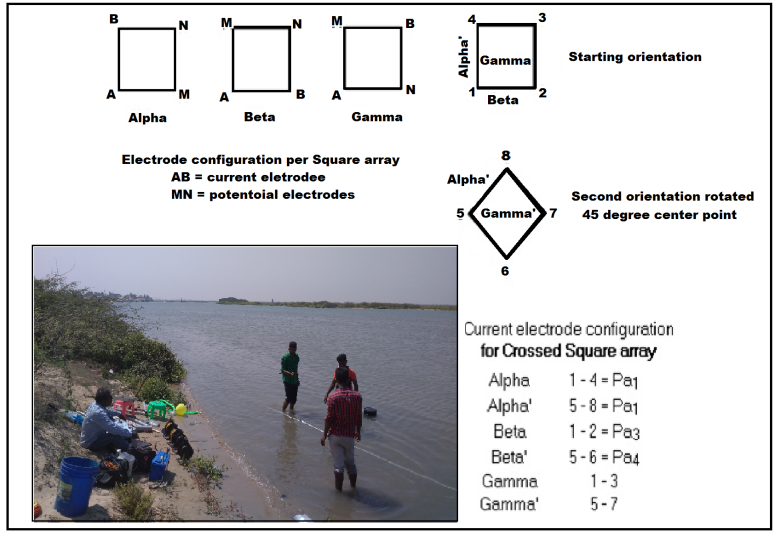 B N M N M B
A M A B A N
Alpha Beta Gamma
4 3
Alpha' Gamma
1 2
Beta
Starting orientation
Electrode configuration per Square array
AB = current eletrodee
MN = potentoial electrodes
8
Alpha'
5 Gamma' 7
6
Second orientation rotated
45 degree center point
Current electrode configuration
for Crossed Square array
Alpha 1 - 4 = Pa1
Alpha' 5 - 8 = Pa1
Beta 1 - 2 = Pa3
Beta' 5 - 6 = Pa4
Gamma 1 - 3
Gamma' 5 - 7